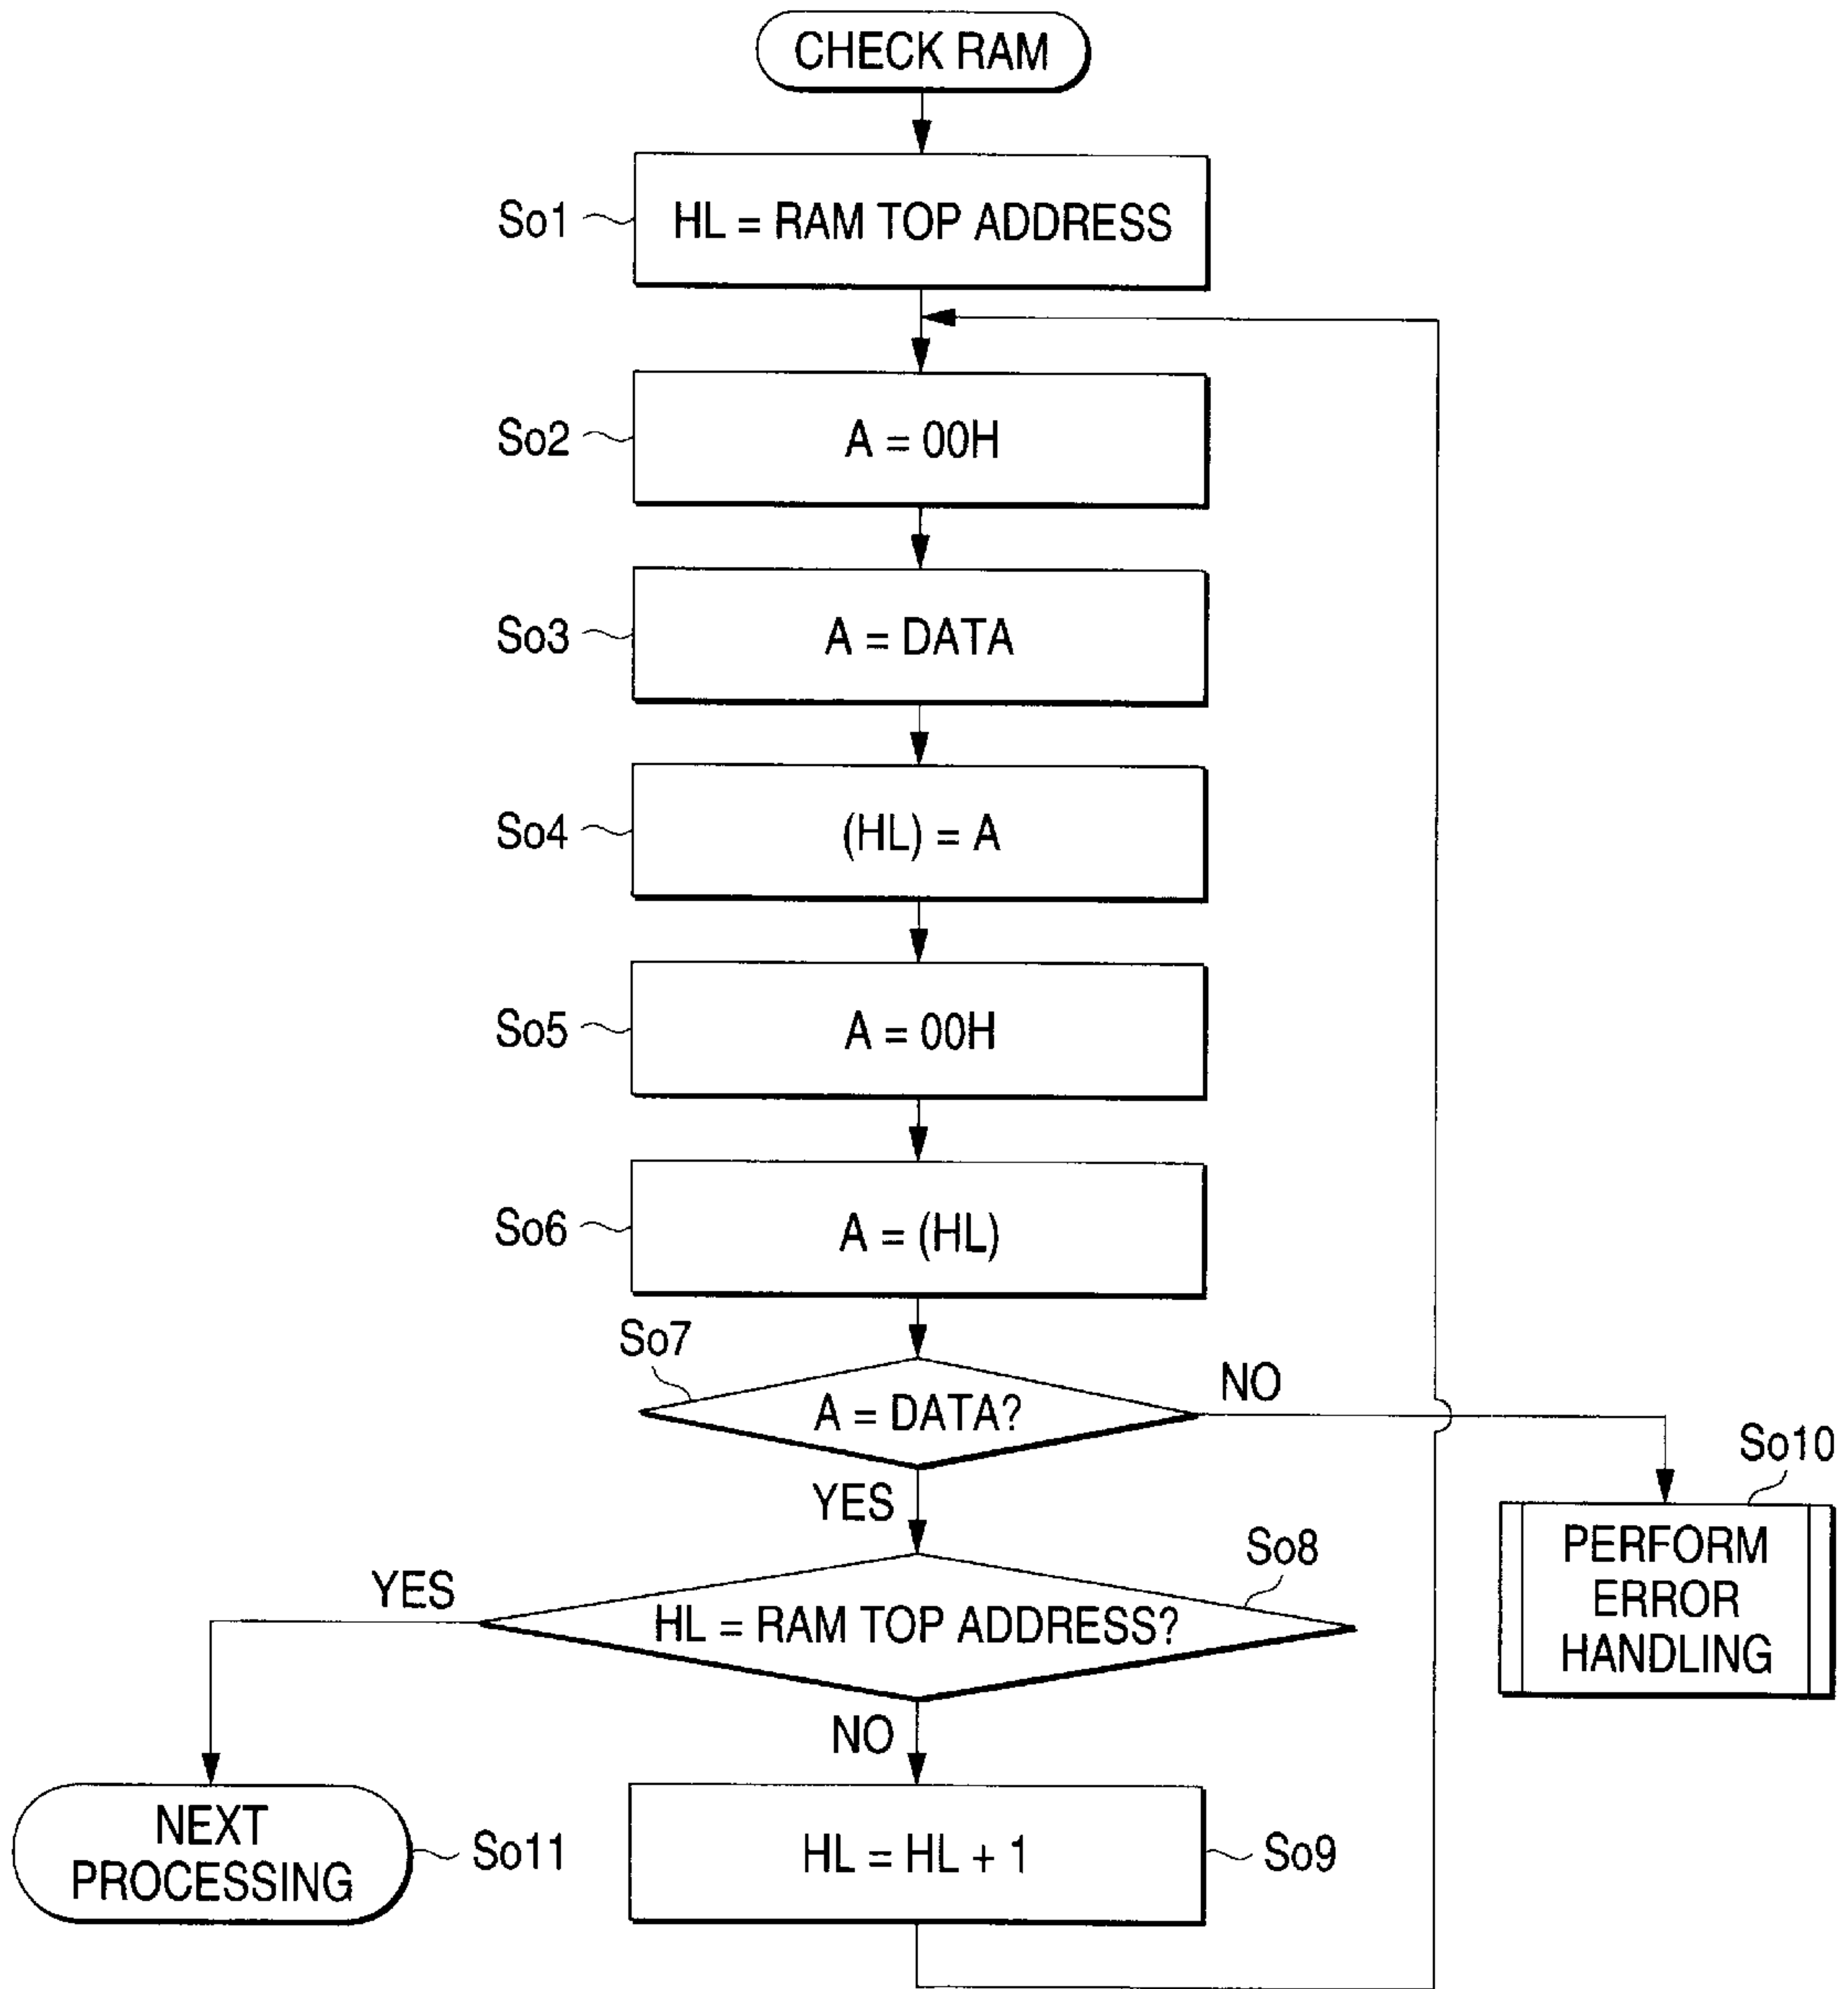 CHECK RAM
So1
HL = RAM TOP ADDRESS
So2
A = 00H
So3
A = DATA
So4
(HL) = A
So5
A = 00H
So6
A = (HL)
So7
A = DATA?
NO
YES
So10
PERFORM
ERROR
HANDLING
So8
YES
HL = RAM TOP ADDRESS?
NO
NEXT
PROCESSING
So11
HL = HL + 1
So9